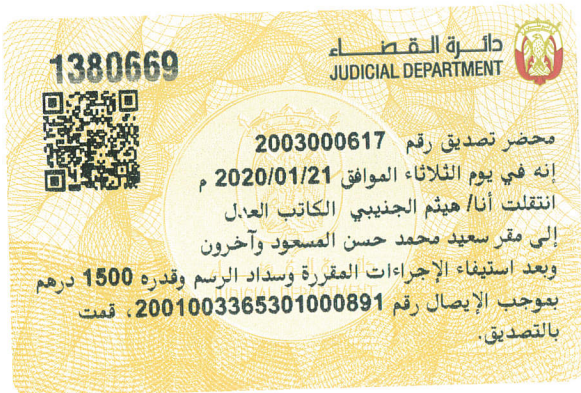 1380669
دائرة القضاء
JUDICIAL DEPARTMENT
محضر تصديق رقم 2003000617
إنه في يوم الثلاثاء الموافق 2020/01/21 م
انتقلت أنا/ هيثم الجنيبي الكاتب العدل
إلى مقر سعيد محمد حسن المسعود وآخرون
وبعد استيفاء الإجراءات المقررة وسداد الرسم وقدره 1500 درهم
بموجب الإيصال رقم 2001003365301000891، قمت
بالتصديق.